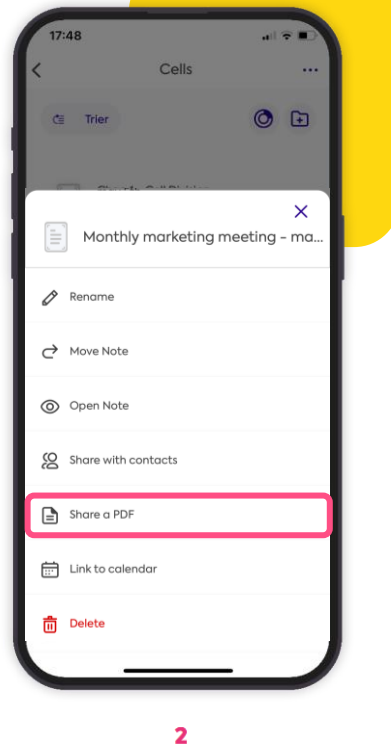 17:48
Cells
Trier
Monthly marketing meeting - ma...
Rename
Move Note
Open Note
Share with contacts
Share a PDF
Link to calendar
Delete
2